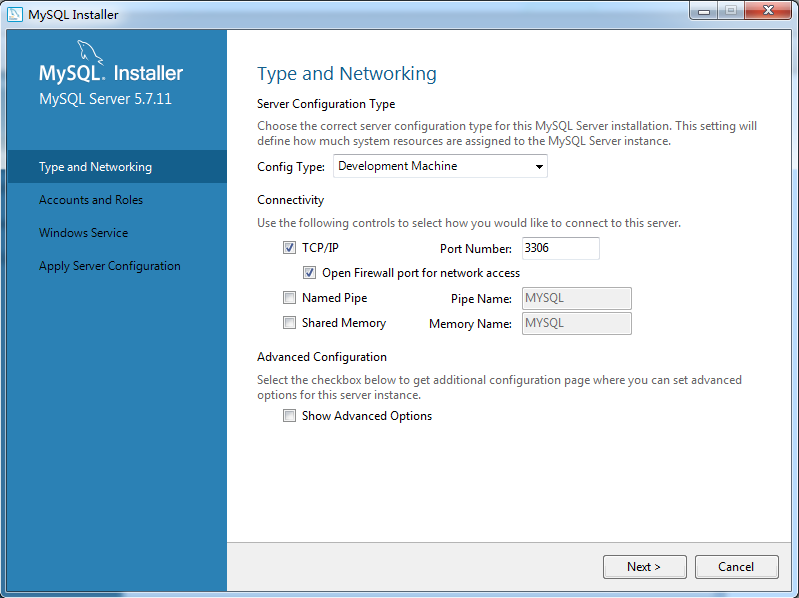 MySQL Installer
MySQL. Installer
MySQL Server 5.7.11
Type and Networking
Accounts and Roles
Windows Service
Apply Server Configuration
Type and Networking
Server Configuration Type
Choose the correct server configuration type for this MySQL Server installation. This setting will
define how much system resources are assigned to the MySQL Server instance.
Config Type: Development Machine
Connectivity
Use the following controls to select how you would like to connect to this server.
TCP/IP Port Number: 3306
Open Firewall port for network access
Named Pipe Pipe Name: MYSQL
Shared Memory Memory Name: MYSQL
Advanced Configuration
Select the checkbox below to get additional configuration page where you can set advanced
options for this server instance.
Show Advanced Options
Next > Cancel